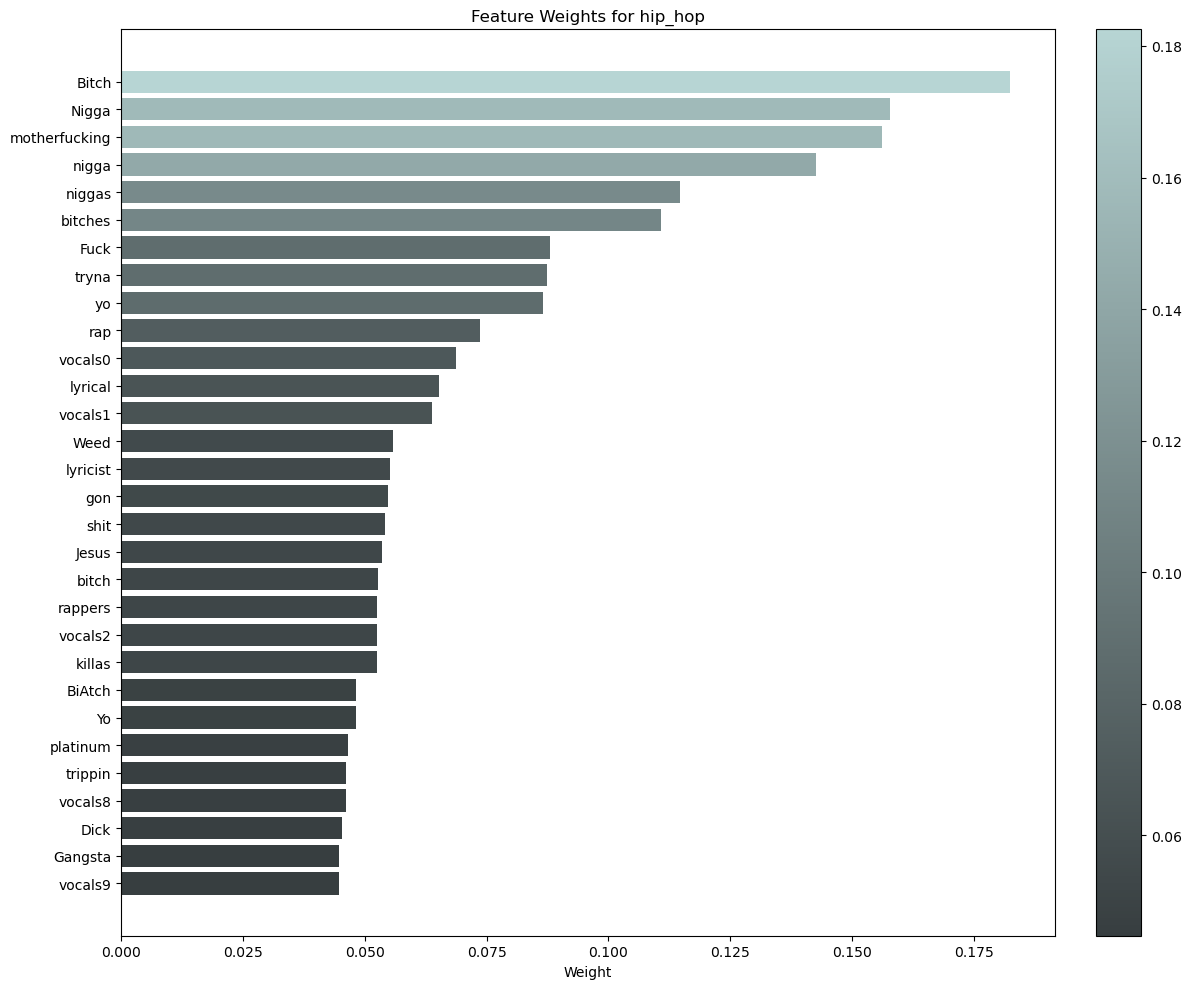 Feature Weights for hip_hop
Bitch
Nigga
motherfucking
nigga
niggas
bitches
Fuck
tryna
yo
rap
vocals0
lyrical
vocals1
Weed
lyricist
gon
shit
Jesus
bitch
rappers
vocals2
killas
BiAtch
Yo
platinum
trippin
vocals8
Dick
Gangsta
vocals9
0.000 0.025 0.050 0.075 0.100 0.125 0.150 0.175
Weight
0.18
0.16
0.14
0.12
0.10
0.08
0.06